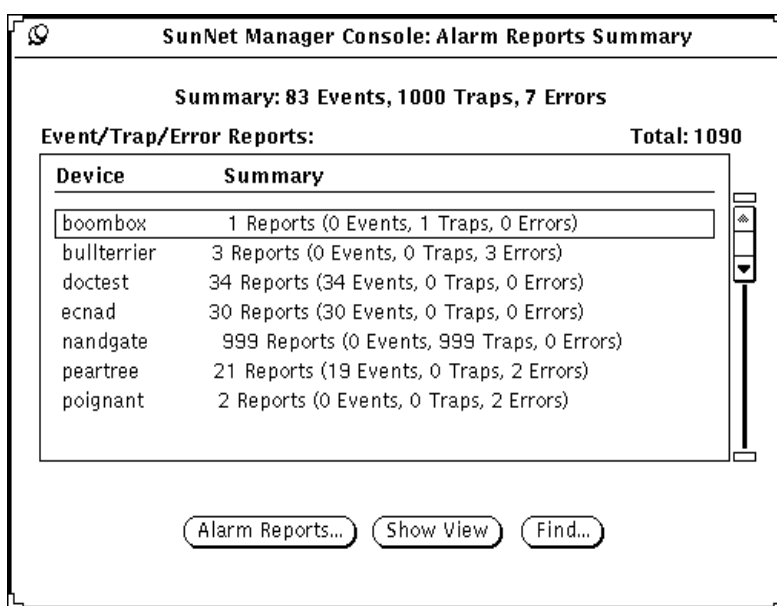 SunNet Manager Console: Alarm Reports Summary
Summary: 83 Events, 1000 Traps, 7 Errors
Event/Trap/Error Reports: Total: 1090
Device Summary
boombox 1 Reports (0 Events, 1 Traps, 0 Errors)
bullterrier 3 Reports (0 Events, 0 Traps, 3 Errors)
doctest 34 Reports (34 Events, 0 Traps, 0 Errors)
ecnad 30 Reports (30 Events, 0 Traps, 0 Errors)
nandgate 999 Reports (0 Events, 999 Traps, 0 Errors)
peartree 21 Reports (19 Events, 0 Traps, 2 Errors)
poignant 2 Reports (0 Events, 0 Traps, 2 Errors)
Alarm Reports... Show View Find...